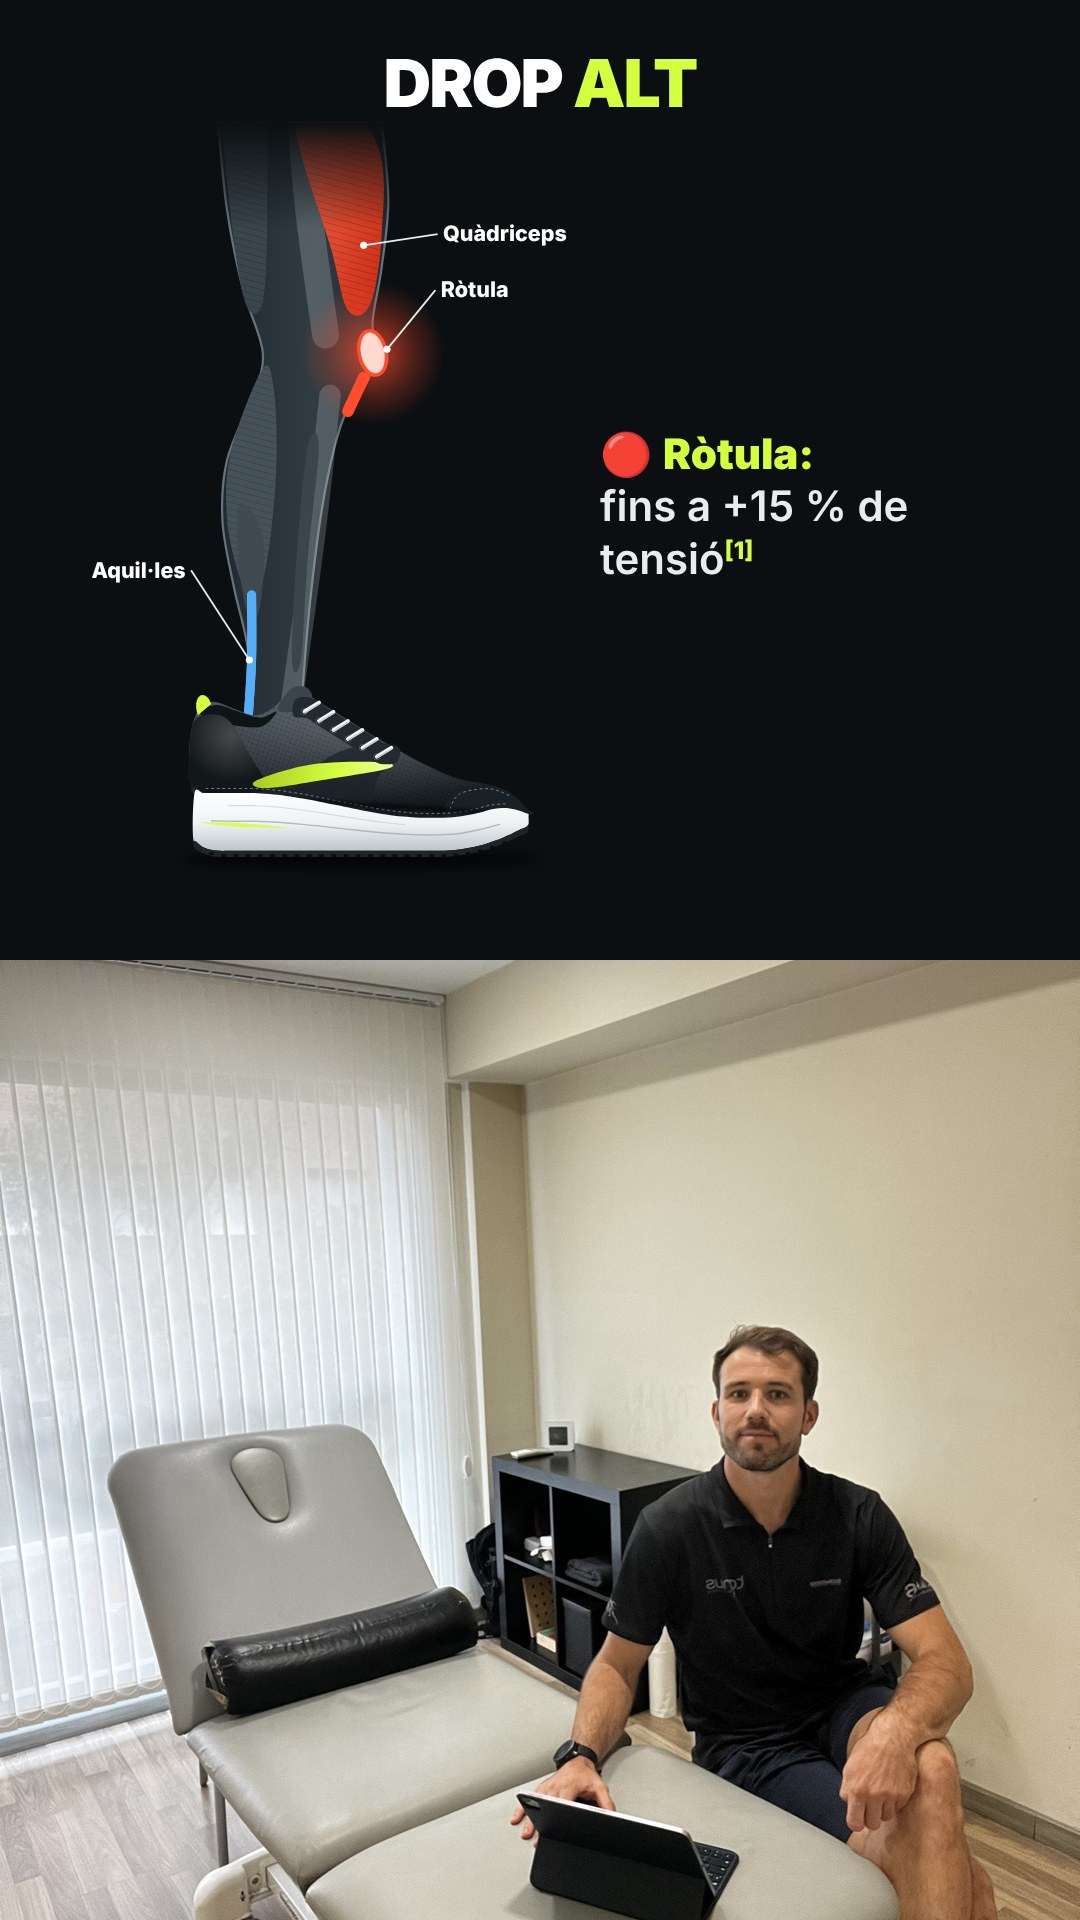 DROP ALT
Quàdriceps
Ròtula
🔴 Ròtula:
fins a +15 % de
tensió[1]
Aquil·les